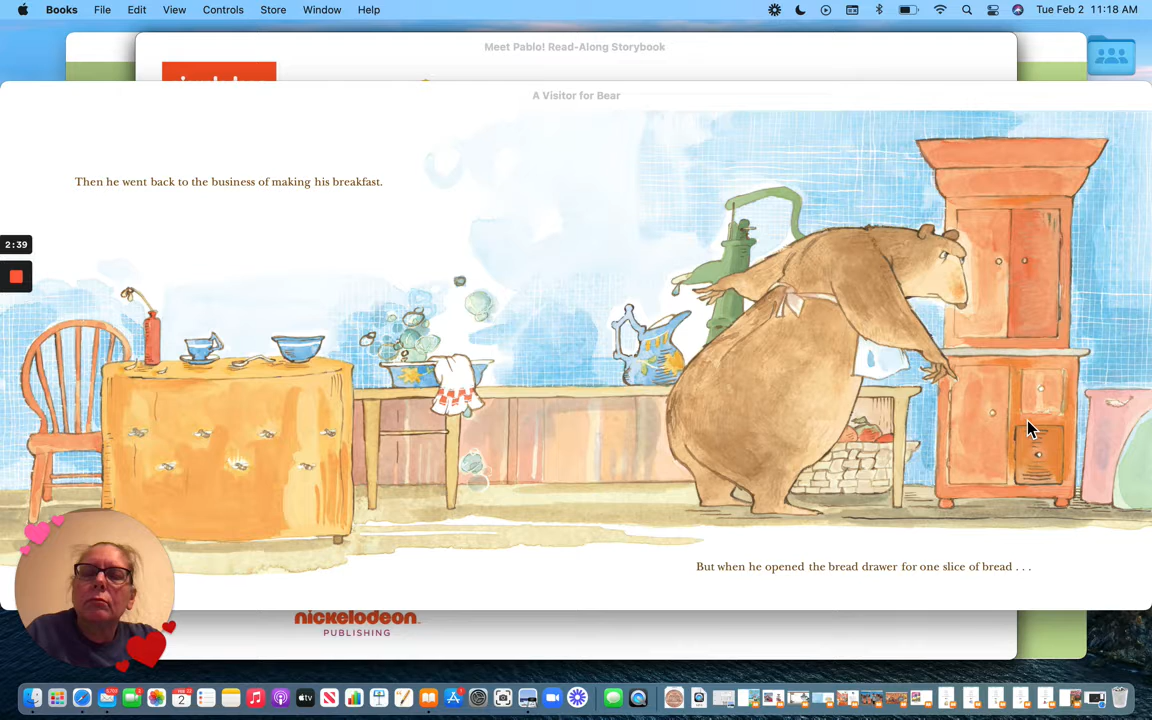 Books File Edit View Controls Store Window Help Tue Feb 2 11:18 AM
Meet Pablo! Read-Along Storybook
A Visitor for Bear
Then he went back to the business of making his breakfast.
2:39
But when he opened the bread drawer for one slice of bread . . .
nickelodeon
PUBLISHING